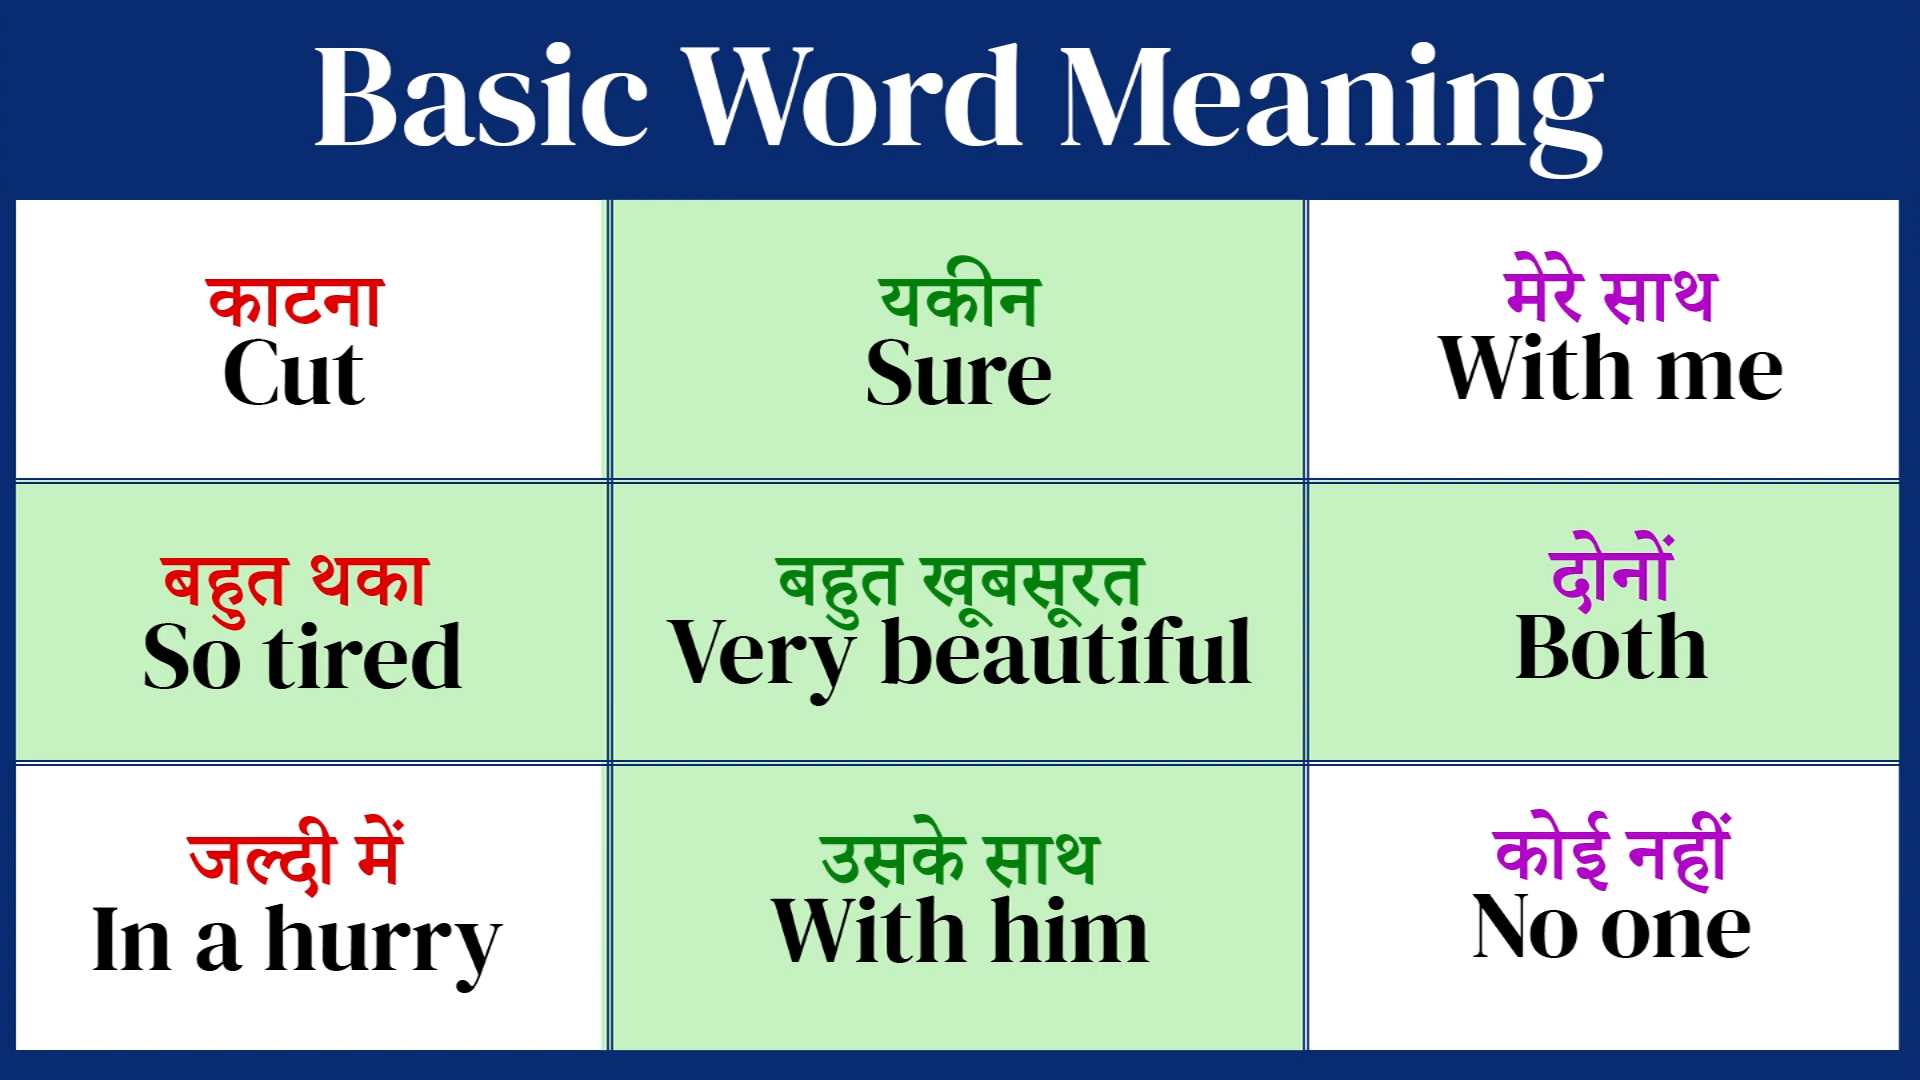 Basic Word Meaning
काटना
Cut
यकीन
Sure
मेरे साथ
With me
बहुत थका
So tired
बहुत खूबसूरत
Very beautiful
दोनों
Both
जल्दी में
In a hurry
उसके साथ
With him
कोई नहीं
No one